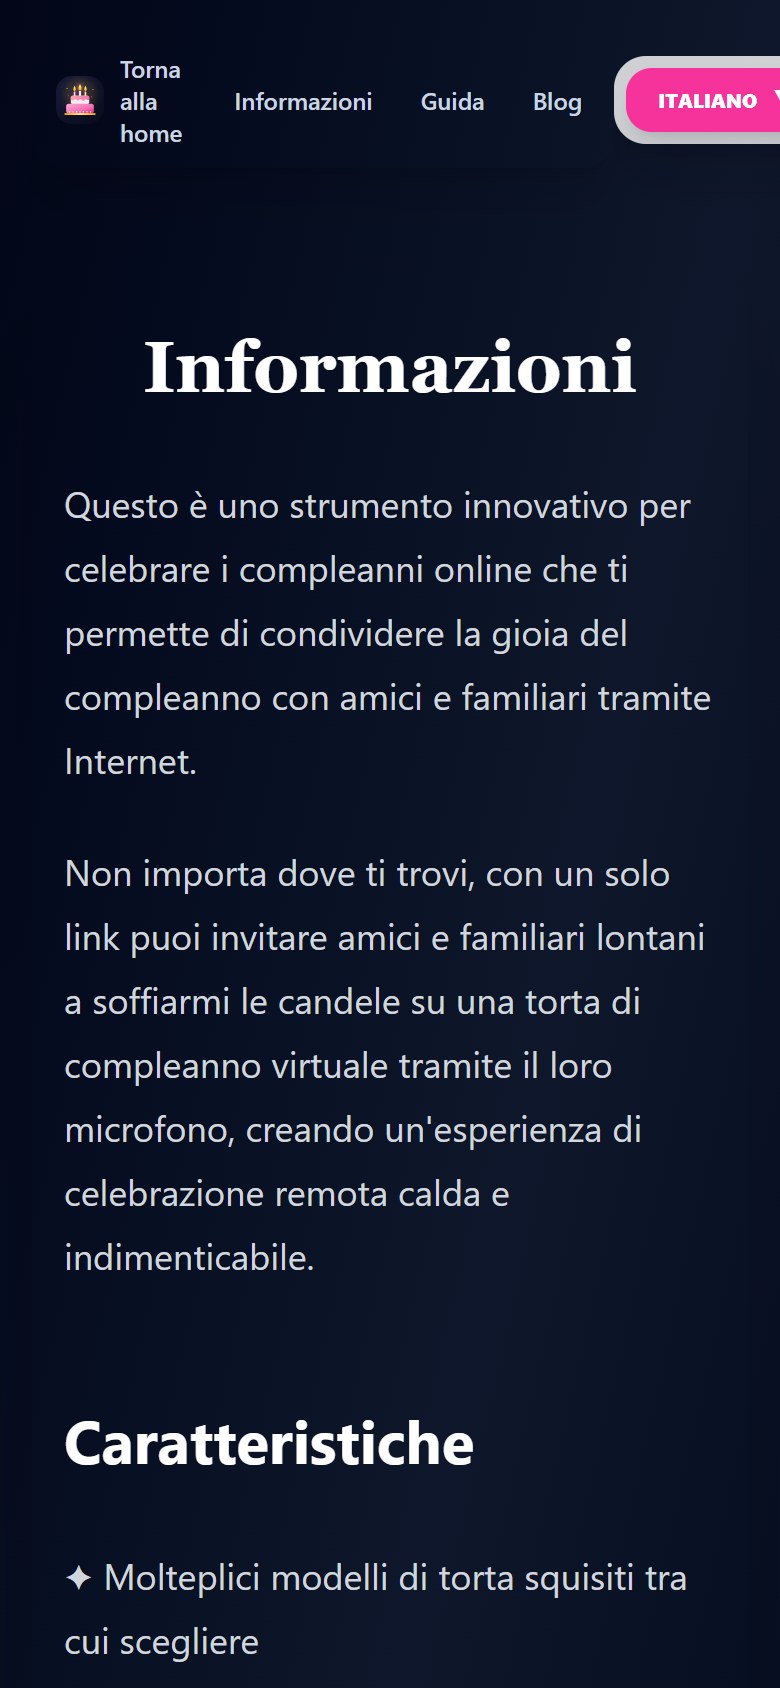 Torna
alla
home
Informazioni
Guida
Blog
ITALIANO
Informazioni
Questo è uno strumento innovativo per
celebrare i compleanni online che ti
permette di condividere la gioia del
compleanno con amici e familiari tramite
Internet.
Non importa dove ti trovi, con un solo
link puoi invitare amici e familiari lontani
a soffiarmi le candele su una torta di
compleanno virtuale tramite il loro
microfono, creando un'esperienza di
celebrazione remota calda e
indimenticabile.
Caratteristiche
✦ Molteplici modelli di torta squisiti tra
cui scegliere